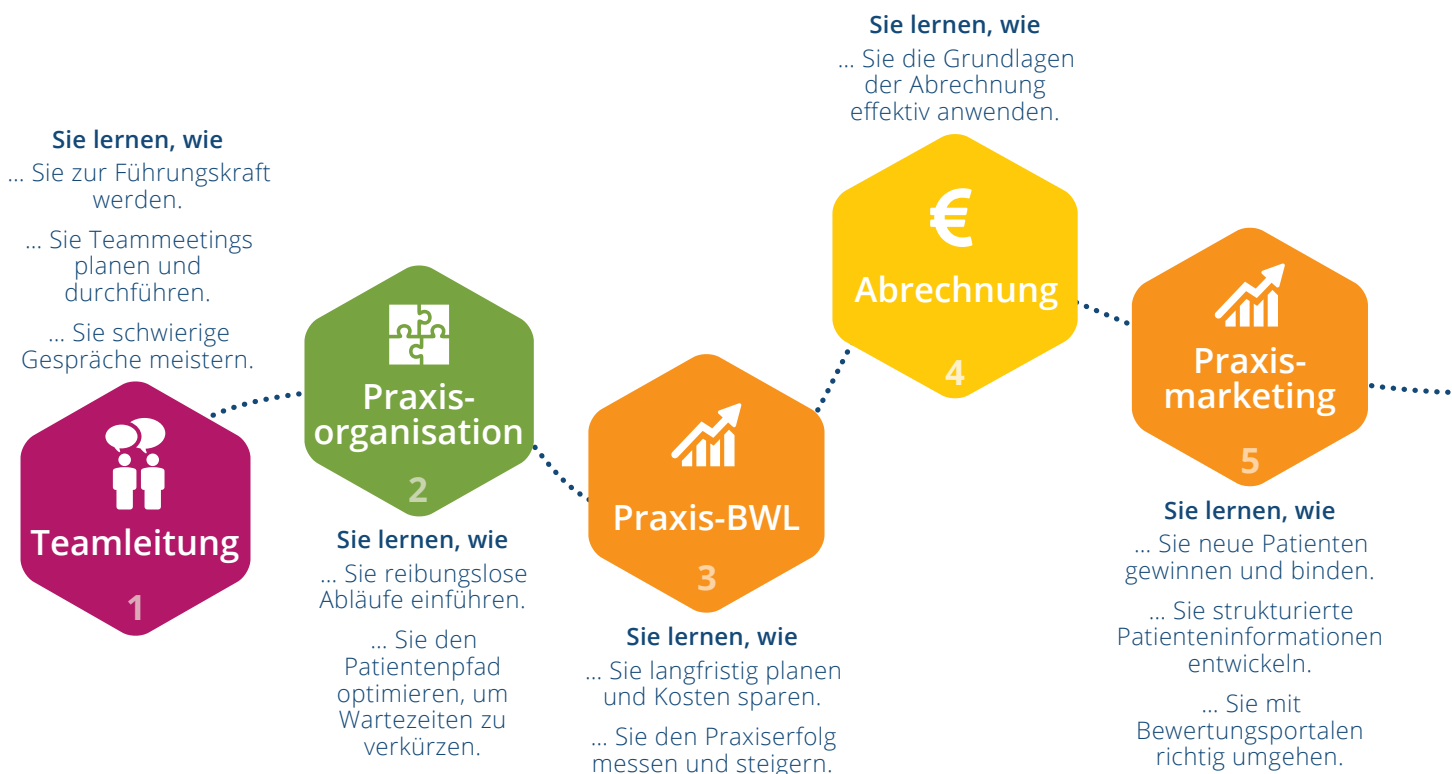 Sie lernen, wie
... Sie zur Führungskraft
werden.
... Sie Teammeetings
planen und
durchführen.
... Sie schwierige
Gespräche meistern.
Teamleitung
1
Praxis-
organisation
2
Sie lernen, wie
... Sie reibungslose
Abläufe einführen.
... Sie den
Patientenpfad
optimieren, um
Wartezeiten zu
verkürzen.
Praxis-BWL
3
Sie lernen, wie
... Sie langfristig planen
und Kosten sparen.
... Sie den Praxiserfolg
messen und steigern.
Sie lernen, wie
... Sie die Grundlagen
der Abrechnung
effektiv anwenden.
€
Abrechnung
4
Praxis-
marketing
5
Sie lernen, wie
... Sie neue Patienten
gewinnen und binden.
... Sie strukturierte
Patienteninformationen
entwickeln.
... Sie mit
Bewertungsportalen
richtig umgehen.